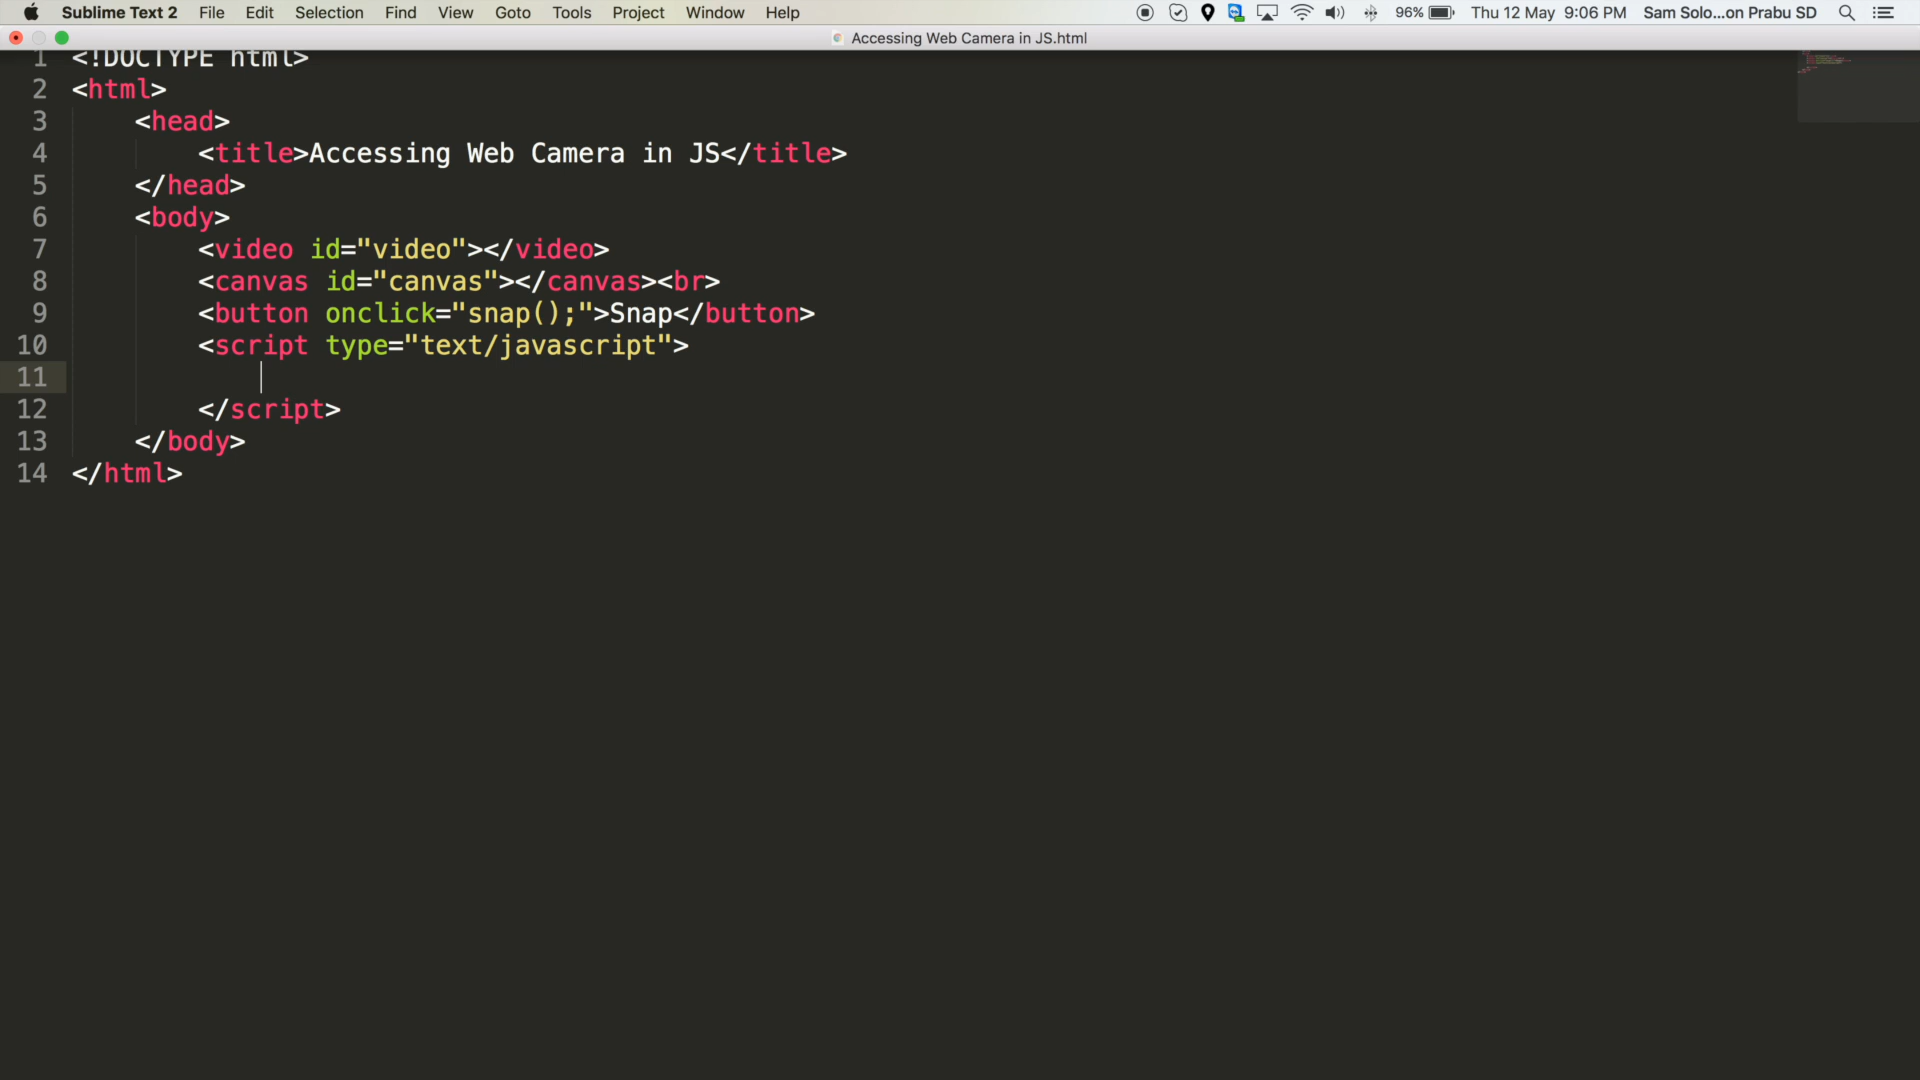 Sublime Text 2 File Edit Selection Find View Goto Tools Project Window Help 96% Thu 12 May 9:06 PM Sam Solo...on Prabu SD
Accessing Web Camera in JS.html
1 <!DOCTYPE html>
2 <html>
3 <head>
4 <title>Accessing Web Camera in JS</title>
5 </head>
6 <body>
7 <video id="video"></video>
8 <canvas id="canvas"></canvas><br>
9 <button onclick="snap();">Snap</button>
10 <script type="text/javascript">
11
12 </script>
13 </body>
14 </html>